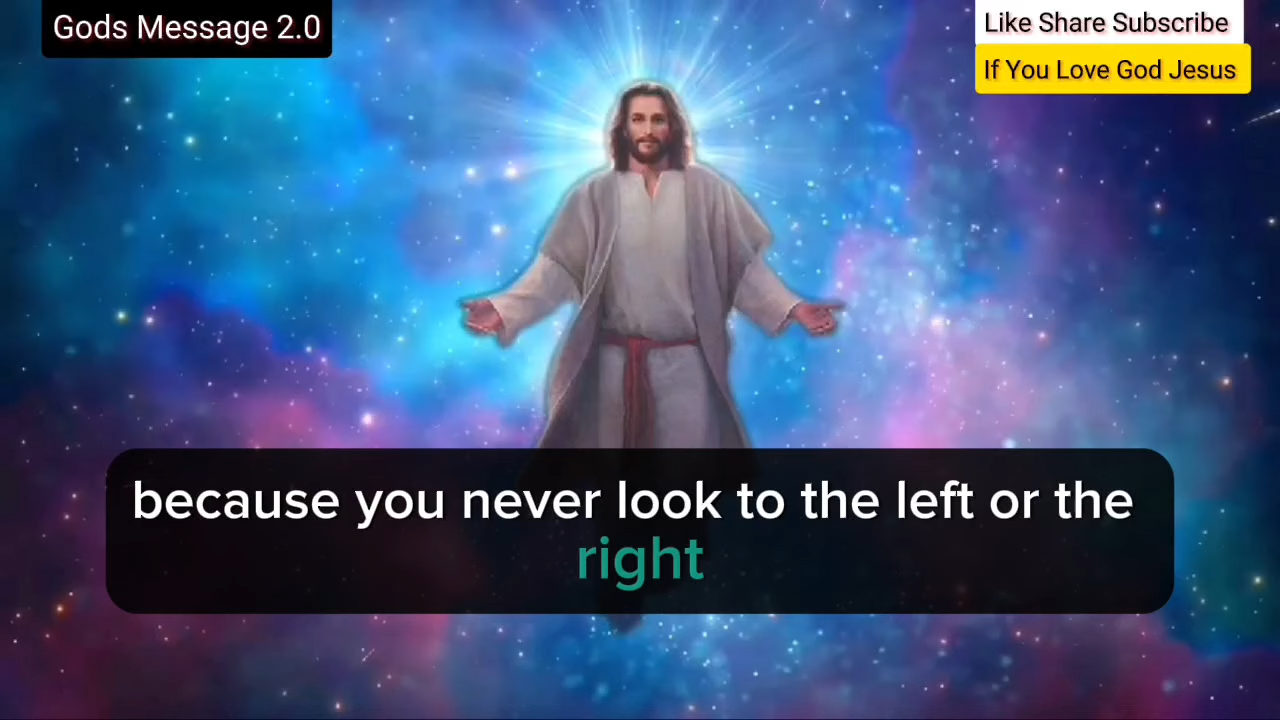 Gods Message 2.0
Like Share Subscribe
If You Love God Jesus
because you never look to the left or the
right